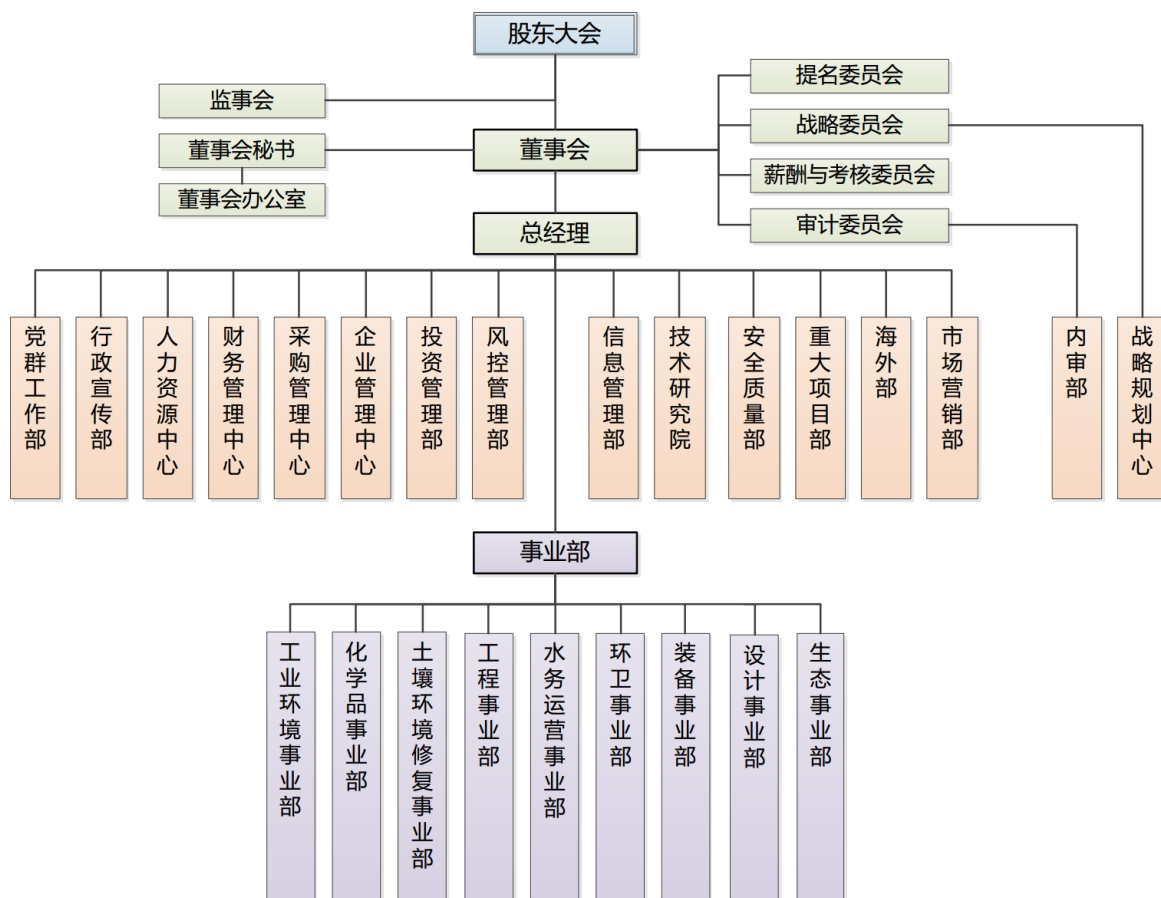 股东大会
监事会
提名委员会
战略委员会
董事会秘书
董事会
薪酬与考核委员会
董事会办公室
总经理
审计委员会
党群工作部
行政宣传部
人力资源中心
财务管理中心
采购管理中心
企业管理中心
投资管理部
风控管理部
信息管理部
技术研究院
安全质量部
重大项目部
海外部
市场营销部
内审部
战略规划中心
事业部
工业环境事业部
化学品事业部
土壤环境修复事业部
工程事业部
水务运营事业部
环卫事业部
装备事业部
设计事业部
生态事业部